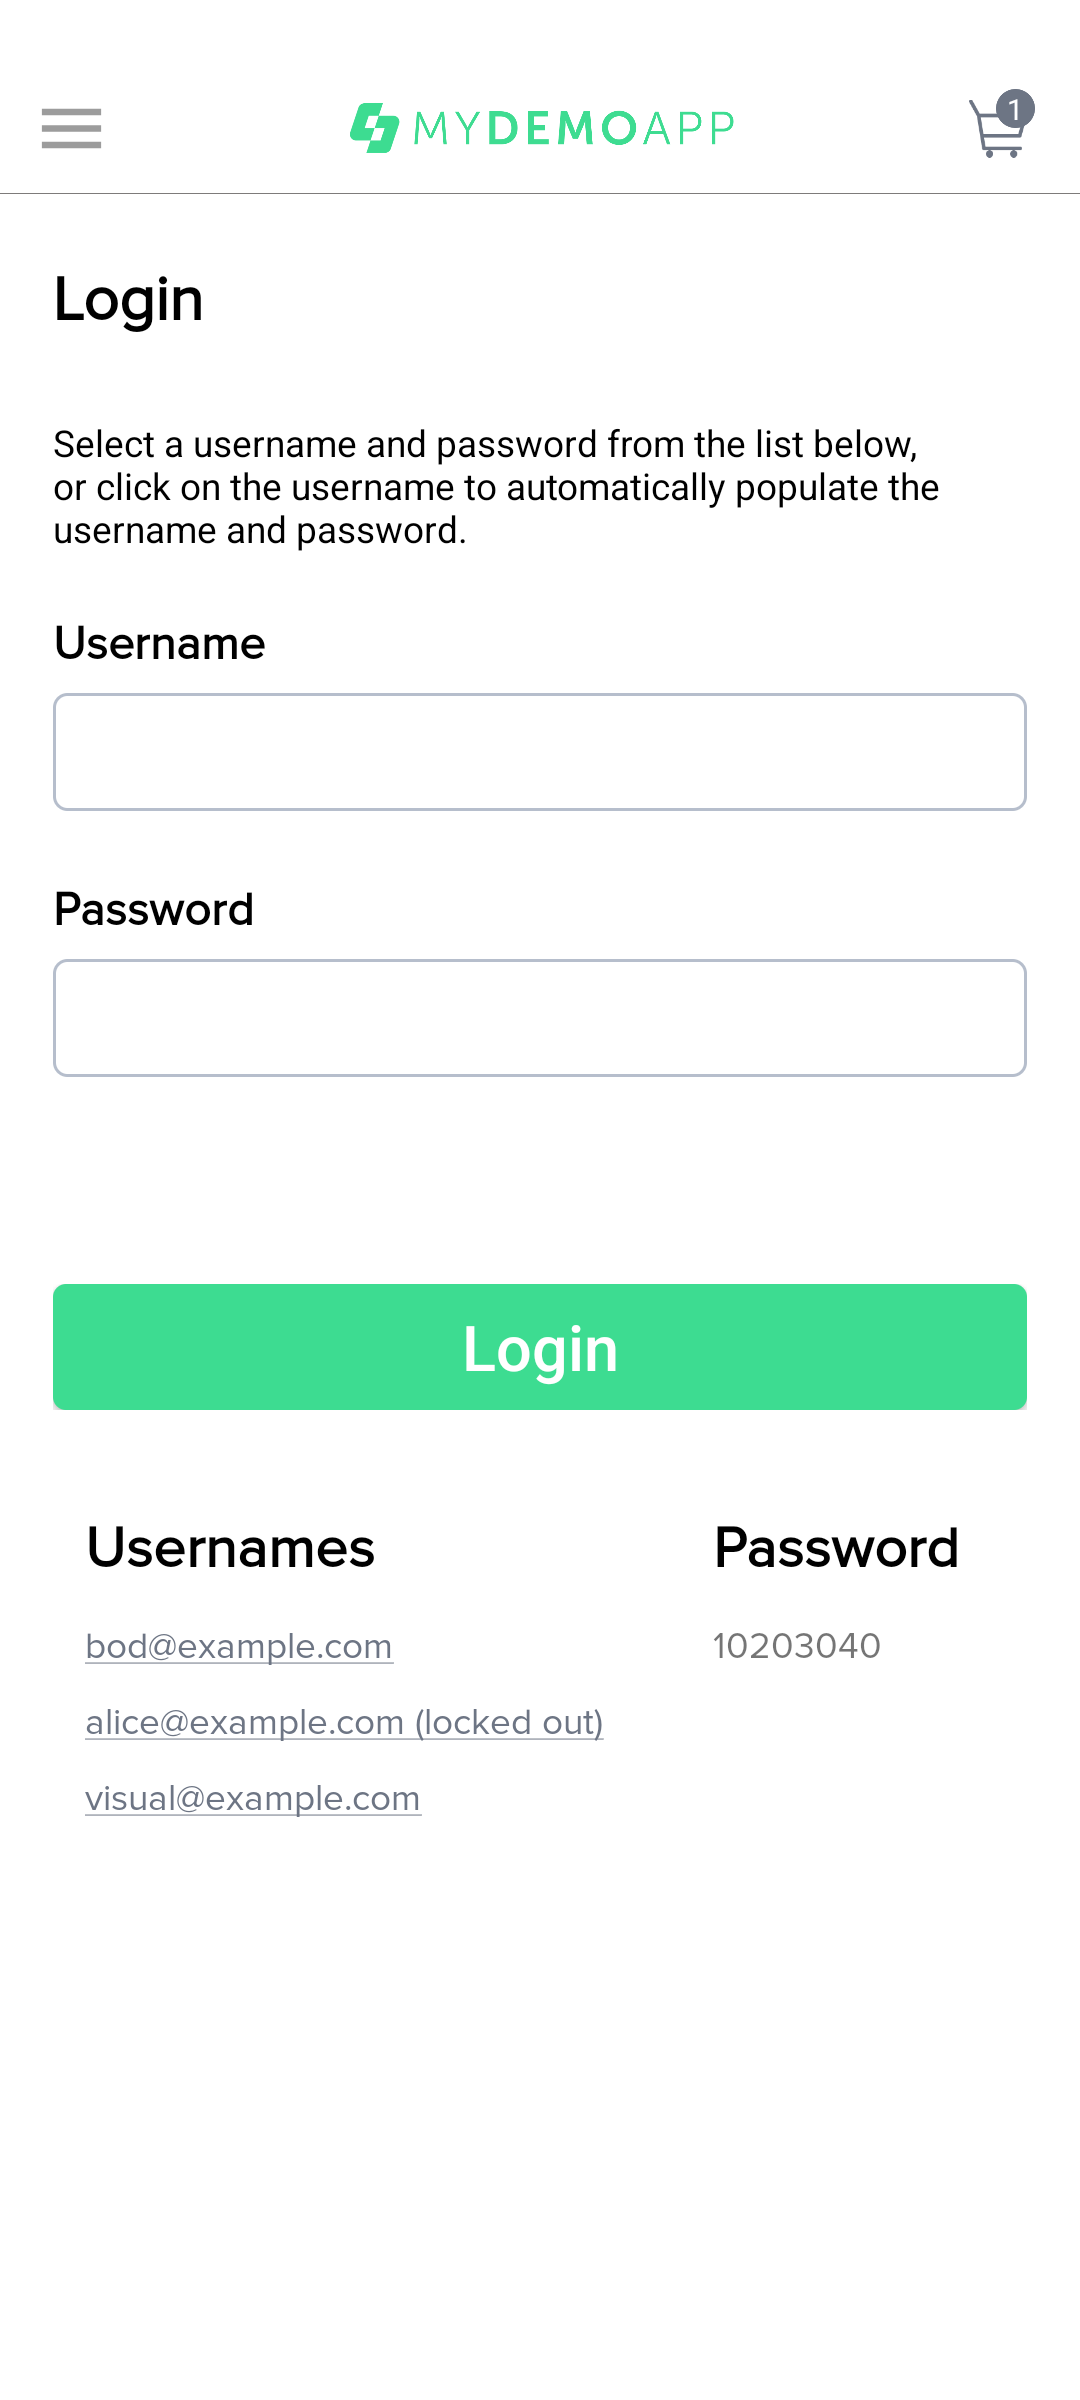 MYDEMOAPP
1
Login
Select a username and password from the list below,
or click on the username to automatically populate the
username and password.
Username
Password
Login
Usernames
Password
bod@example.com
10203040
alice@example.com (locked out)
visual@example.com